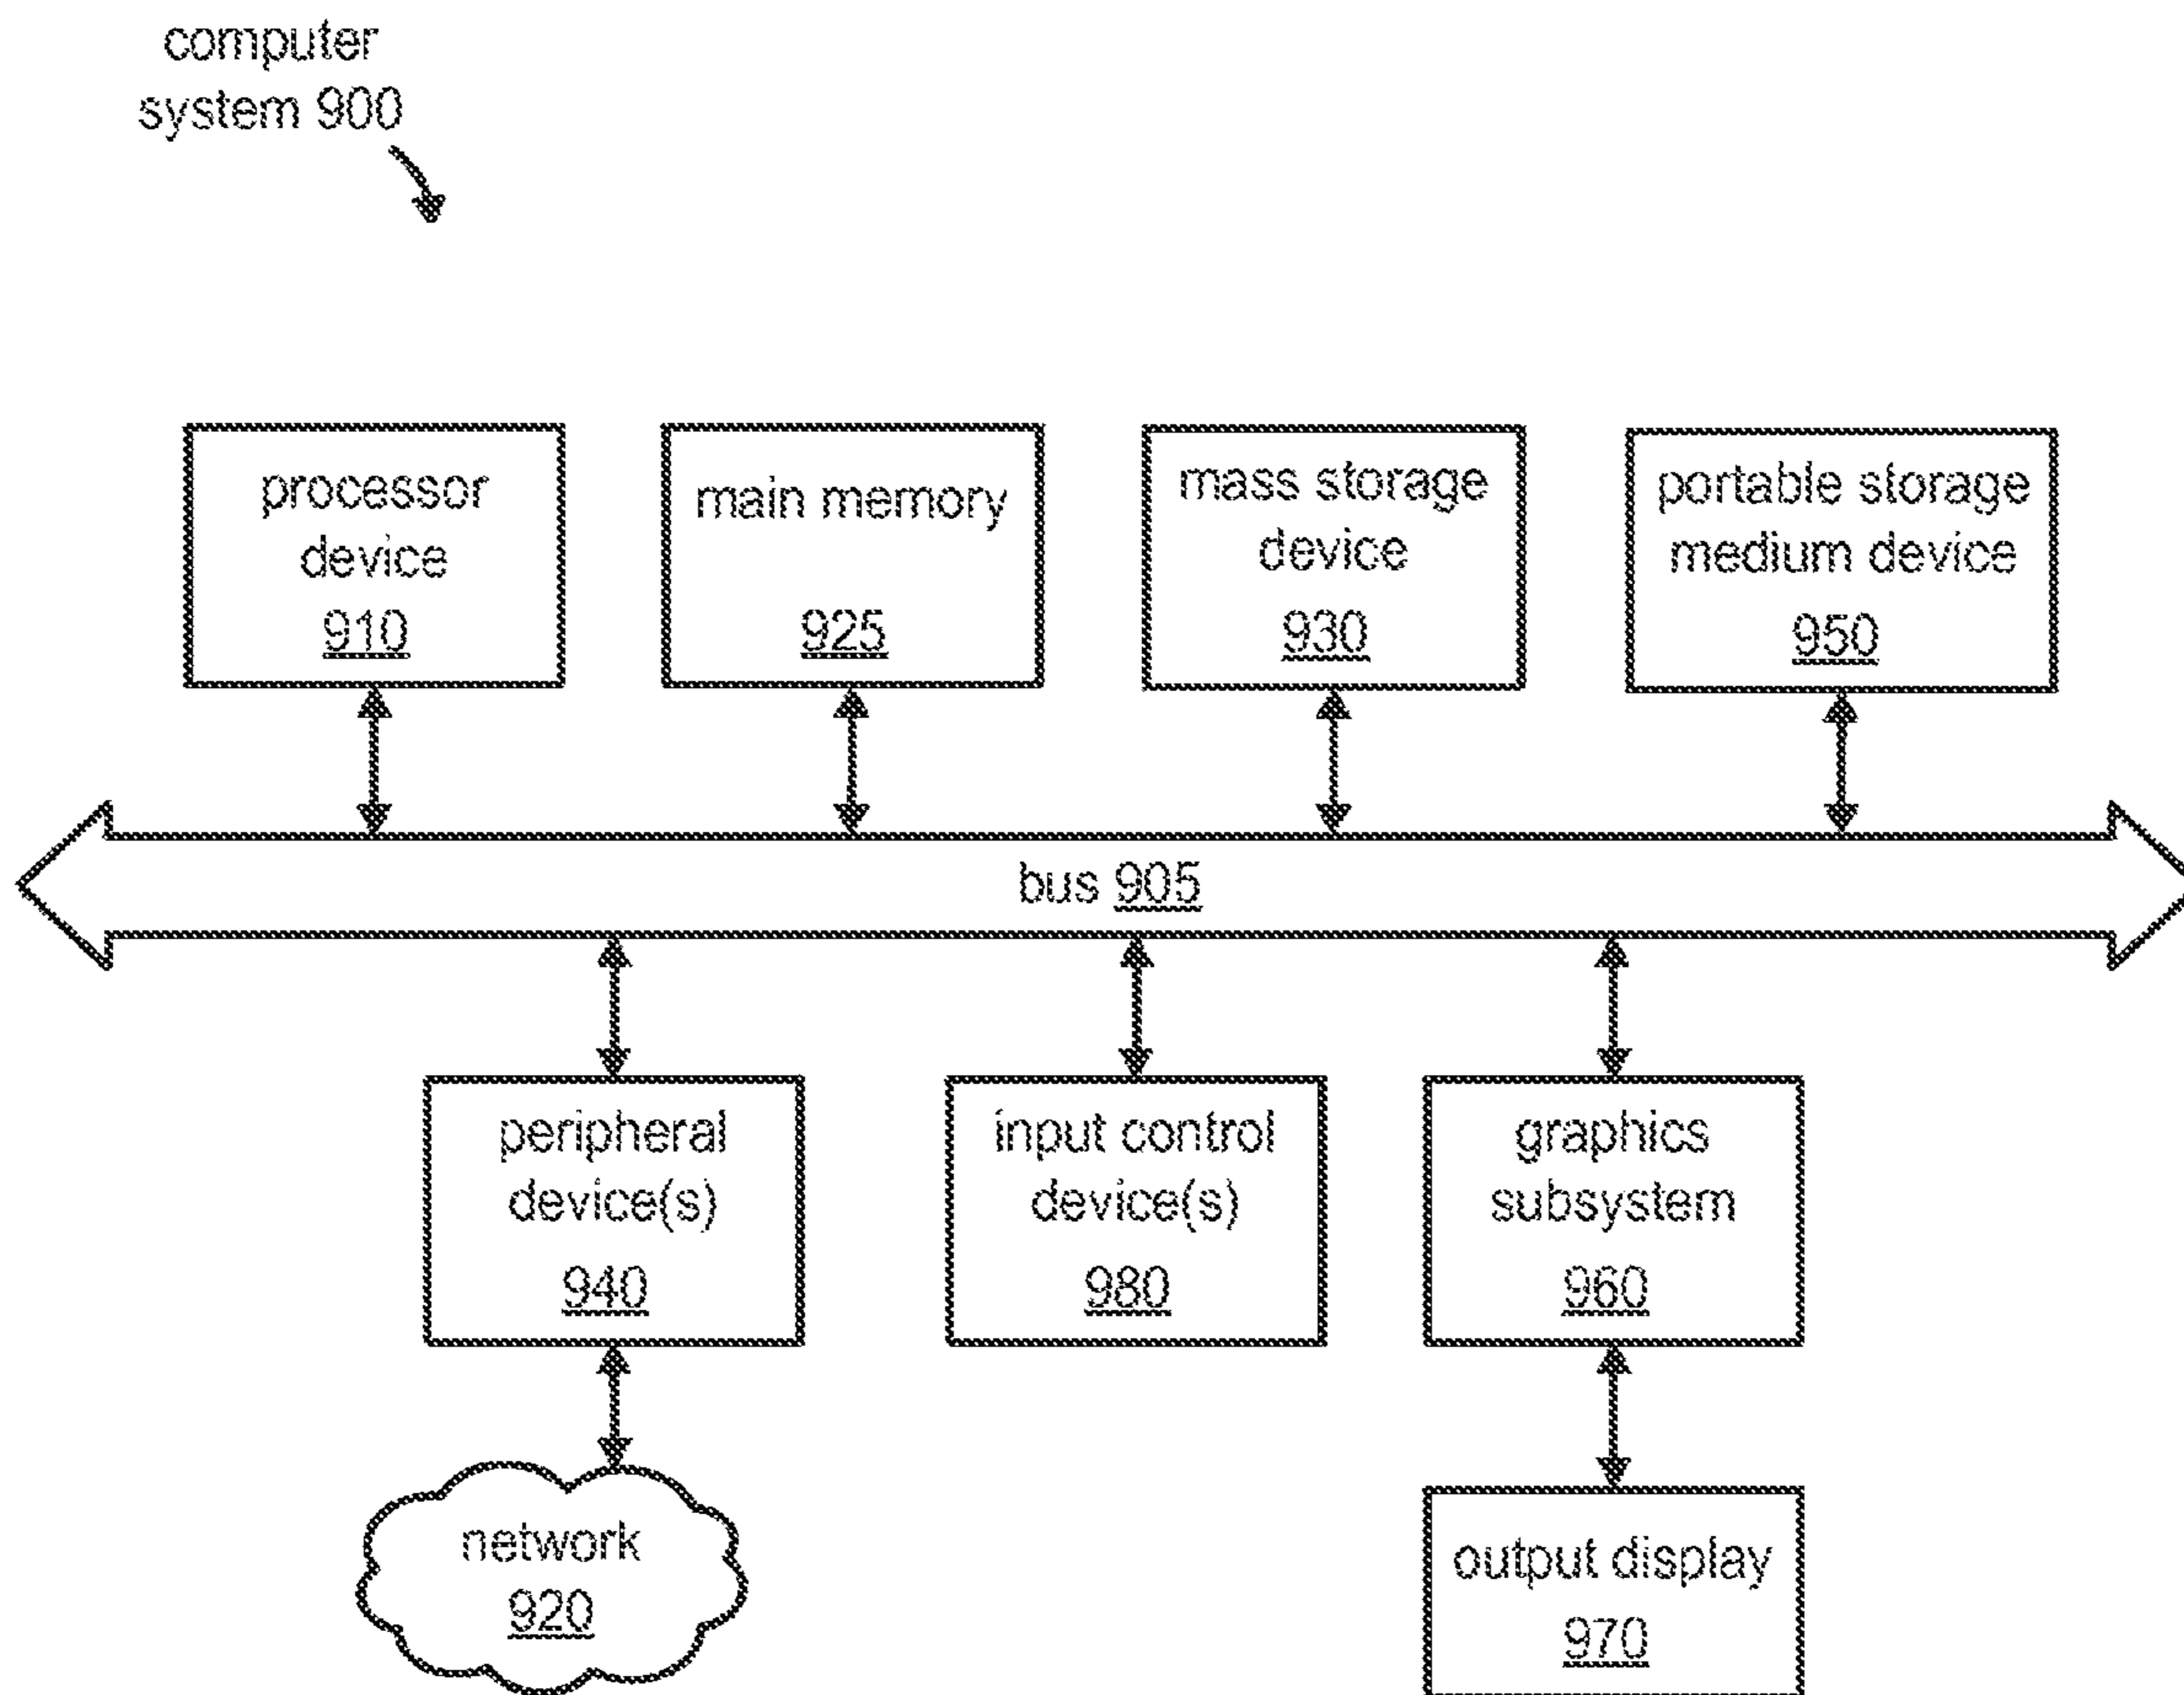 computer
system 900
processor
device
910
main memory
925
mass storage
device
930
portable storage
medium device
950
bus 905
peripheral
device(s)
940
input control
device(s)
980
graphics
subsystem
960
network
920
output display
970